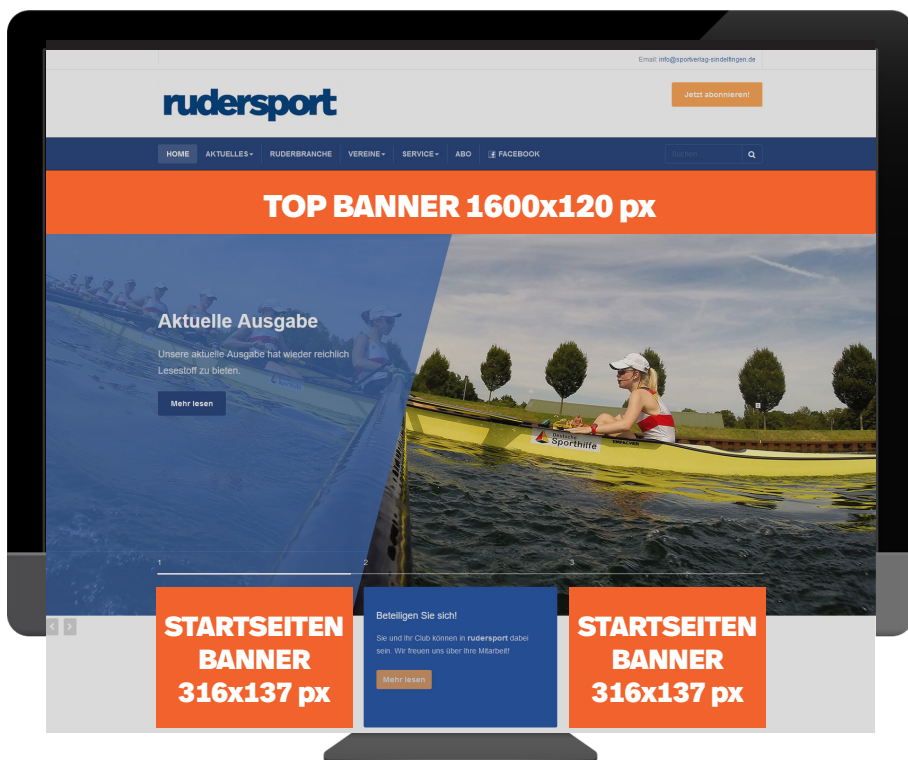 Email: info@sportverlag-sindelfingen.de
rudersport
Jetzt abonnieren!
HOME AKTUELLES RUDERBRANCHE VEREINE SERVICE ABO FACEBOOK Suchen
TOP BANNER 1600x120 px
Aktuelle Ausgabe
Unsere aktuelle Ausgabe hat wieder reichlich
Lesestoff zu bieten.
Mehr lesen
Deutsche
Sporthilfe
EMPACHER
1 2 3
STARTSEITEN
BANNER
316x137 px
Beteiligen Sie sich!
Sie und Ihr Club können in rudersport dabei
sein. Wir freuen uns über Ihre Mitarbeit!
Mehr lesen
STARTSEITEN
BANNER
316x137 px